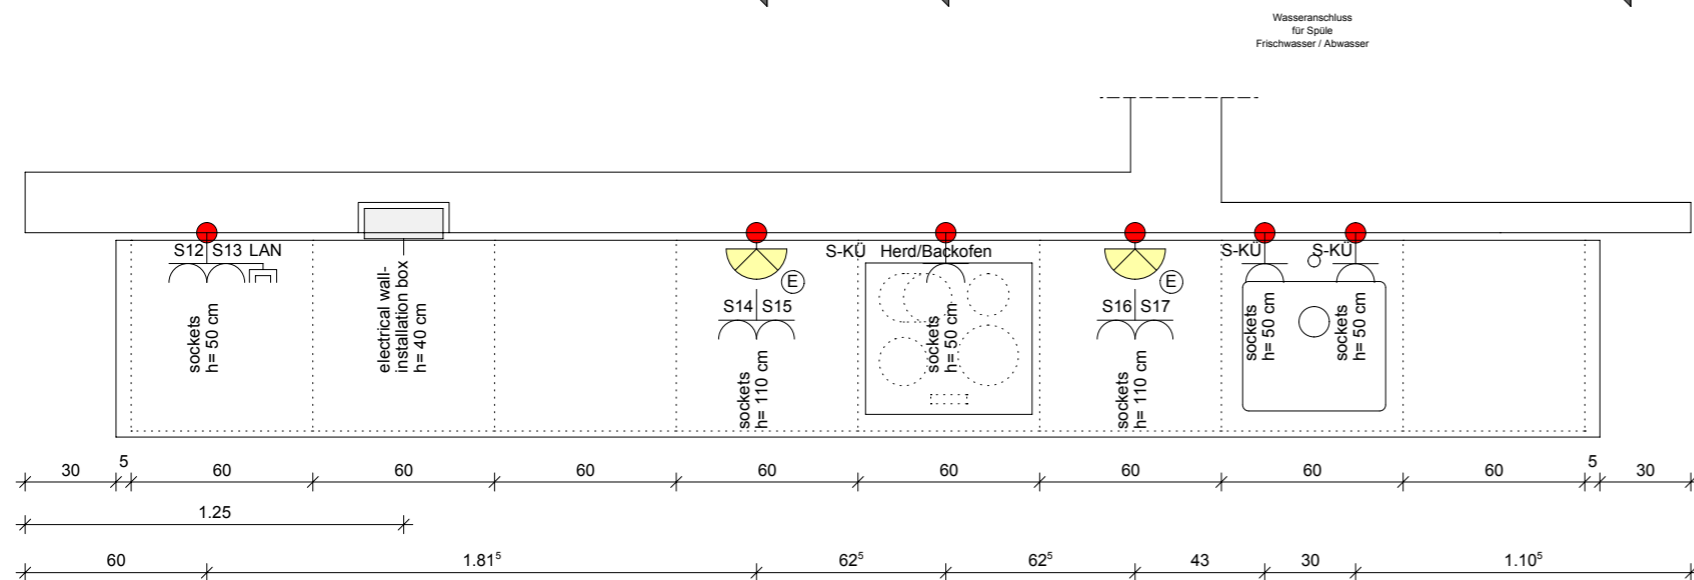 Wasseranschluss
für Spüle
Frischwasser / Abwasser
S12 S13 LAN
S-KÜ Herd/Backofen
S-KÜ
S-KÜ
E
E
S14 S15
S16 S17
sockets
h= 50 cm
electrical wall-
installation box
h= 40 cm
sockets
h= 110 cm
sockets
h= 50 cm
sockets
h= 110 cm
sockets
h= 50 cm
sockets
h= 50 cm
30 5 60 60 60 60 60 60 60 60 5 30
1.25
60 1.81⁵ 62⁵ 62⁵ 43 30 1.10⁵